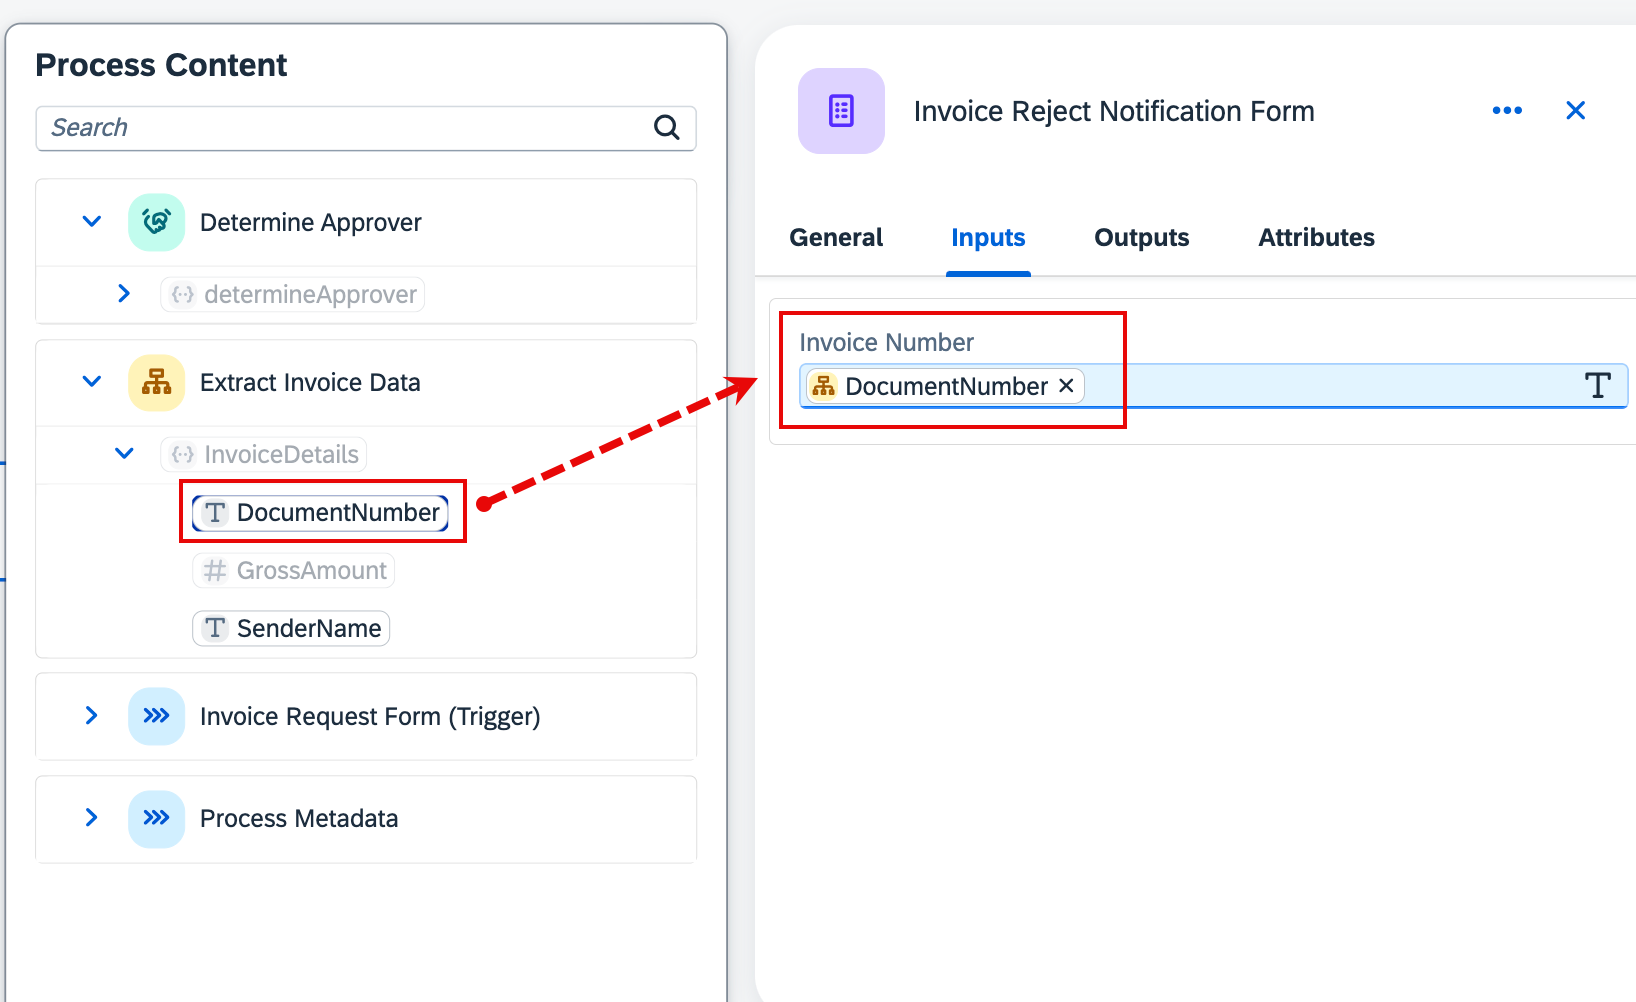 Process Content
Search
Determine Approver
determineApprover
Extract Invoice Data
InvoiceDetails
DocumentNumber
GrossAmount
SenderName
Invoice Request Form (Trigger)
Process Metadata
Invoice Reject Notification Form
General Inputs Outputs Attributes
Invoice Number
DocumentNumber